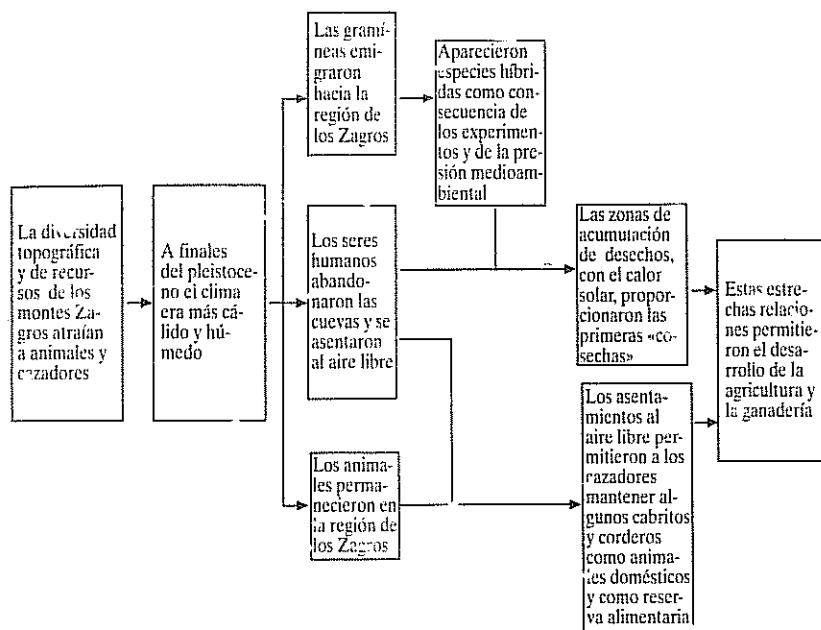 La diversidad
topográfica
y de recur-
sos de los
montes Za-
gros atraían
a animales y
cazadores
A finales
del pleistoce-
no el clima
era más cá-
lido y hú-
medo
Las gramí-
neas emi-
graron
hacia la
región de
los Zagros
Aparecieron
especies híbri-
das como con-
secuencia de
los experimen-
tos y de la pre-
sión medioam-
biental
Los seres
humanos
abando-
naron las
cuevas y se
asentaron
al aire libre
Los anima-
les perma-
necieron en
la región de
los Zagros
Las zonas de
acumutación
de desechos,
con el calor
solar, propor-
cionaron las
primeras «co-
sechas»
Los asenta-
mientos al
aire libre per-
mitieron a los
cazadores
mantener al-
gunos cabritos
y corderos
como anima-
les domésticos
y como reser-
va alimentaria
Estas estre-
chas relacio-
nes permitie-
ron el desa-
rrollo de la
agricultura y
la ganadería